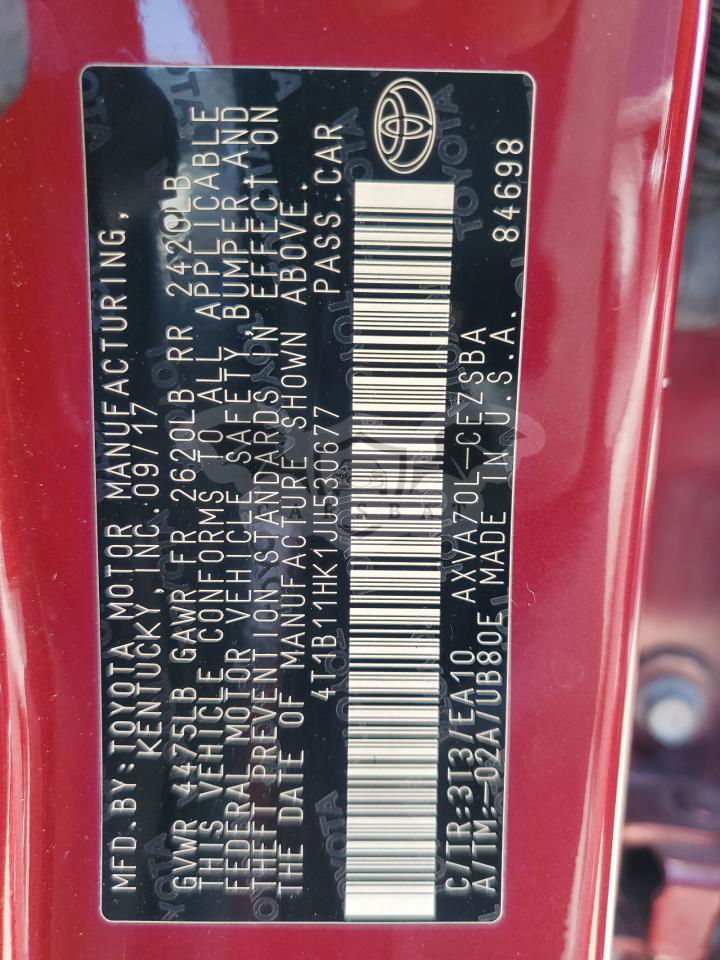 MFD.BY:TOYOTA MOTOR MANUFACTURING,
KENTUCKY, INC. 09/17
GVWR 4475LB GAWR FR 2620LB RR 2420LB
THIS VEHICLE CONFORMS TO ALL APPLICABLE
FEDERAL MOTOR VEHICLE SAFETY, BUMPER AND
THEFT PREVENTION STANDARDS IN EFFECT ON
THE DATE OF MANUFACTURE SHOWN ABOVE.
4T1B11HK1JU530677 PASS.CAR
C/TR:3T3/EA10 AXVA70L-CEZSBA
A/TM:-02A/UB80E MADE IN U.S.A. 84698
TOYOTA
CARSBAT